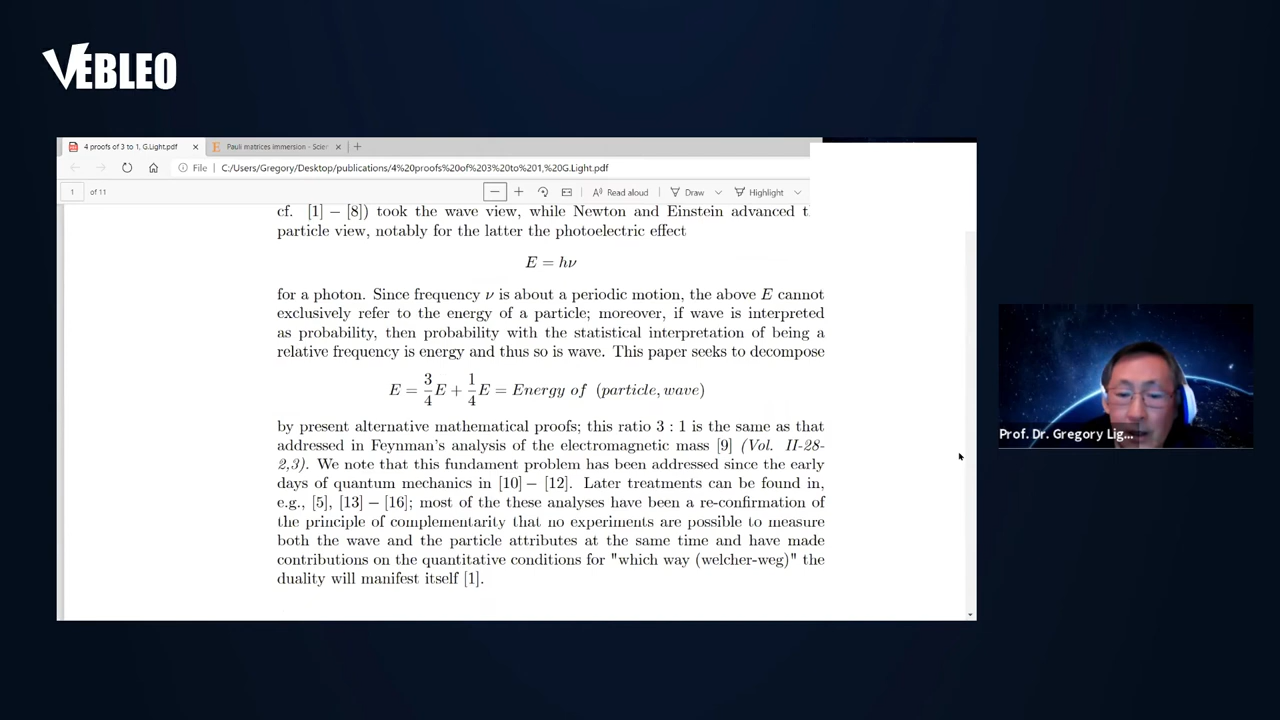 VEBLEO
4 proofs of 3 to 1, G.Light.pdf
Pauli matrices immersion - Scie
File C:/Users/Gregory/Desktop/publications/4%20proofs%20of%203%20to%201,%20G.Light.pdf
1 of 11 Read aloud Draw Highlight
cf. [1] − [8]) took the wave view, while Newton and Einstein advanced t
particle view, notably for the latter the photoelectric effect
E = hν
for a photon. Since frequency ν is about a periodic motion, the above E cannot
exclusively refer to the energy of a particle; moreover, if wave is interpreted
as probability, then probability with the statistical interpretation of being a
relative frequency is energy and thus so is wave. This paper seeks to decompose
E = 3/4 E + 1/4 E = Energy of (particle, wave)
by present alternative mathematical proofs; this ratio 3 : 1 is the same as that
addressed in Feynman's analysis of the electromagnetic mass [9] (Vol. II-28-
2,3). We note that this fundament problem has been addressed since the early
days of quantum mechanics in [10] − [12]. Later treatments can be found in,
e.g., [5], [13] − [16]; most of the these analyses have been a re-confirmation of
the principle of complementarity that no experiments are possible to measure
both the wave and the particle attributes at the same time and have made
contributions on the quantitative conditions for "which way (welcher-weg)" the
duality will manifest itself [1].
Prof. Dr. Gregory Lig...